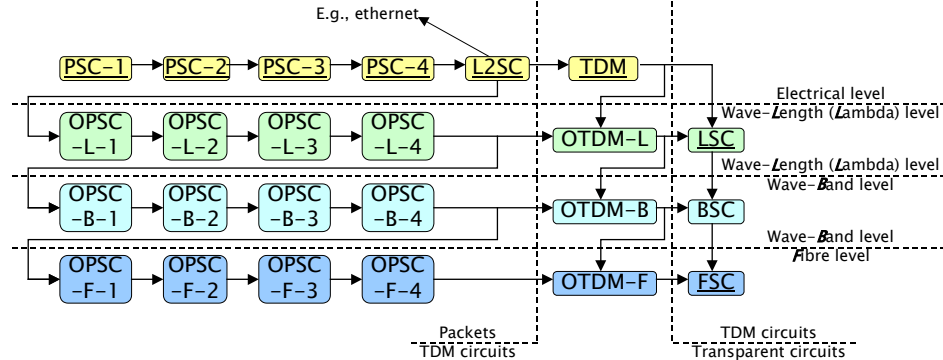 E.g., ethernet
PSC-1
PSC-2
PSC-3
PSC-4
L2SC
TDM
Electrical level
Wave-Length (Lambda) level
OPSC
-L-1
OPSC
-L-2
OPSC
-L-3
OPSC
-L-4
OTDM-L
LSC
Wave-Length (Lambda) level
Wave-Band level
OPSC
-B-1
OPSC
-B-2
OPSC
-B-3
OPSC
-B-4
OTDM-B
BSC
Wave-Band level
Fibre level
OPSC
-F-1
OPSC
-F-2
OPSC
-F-3
OPSC
-F-4
OTDM-F
FSC
Packets
TDM circuits
TDM circuits
Transparent circuits